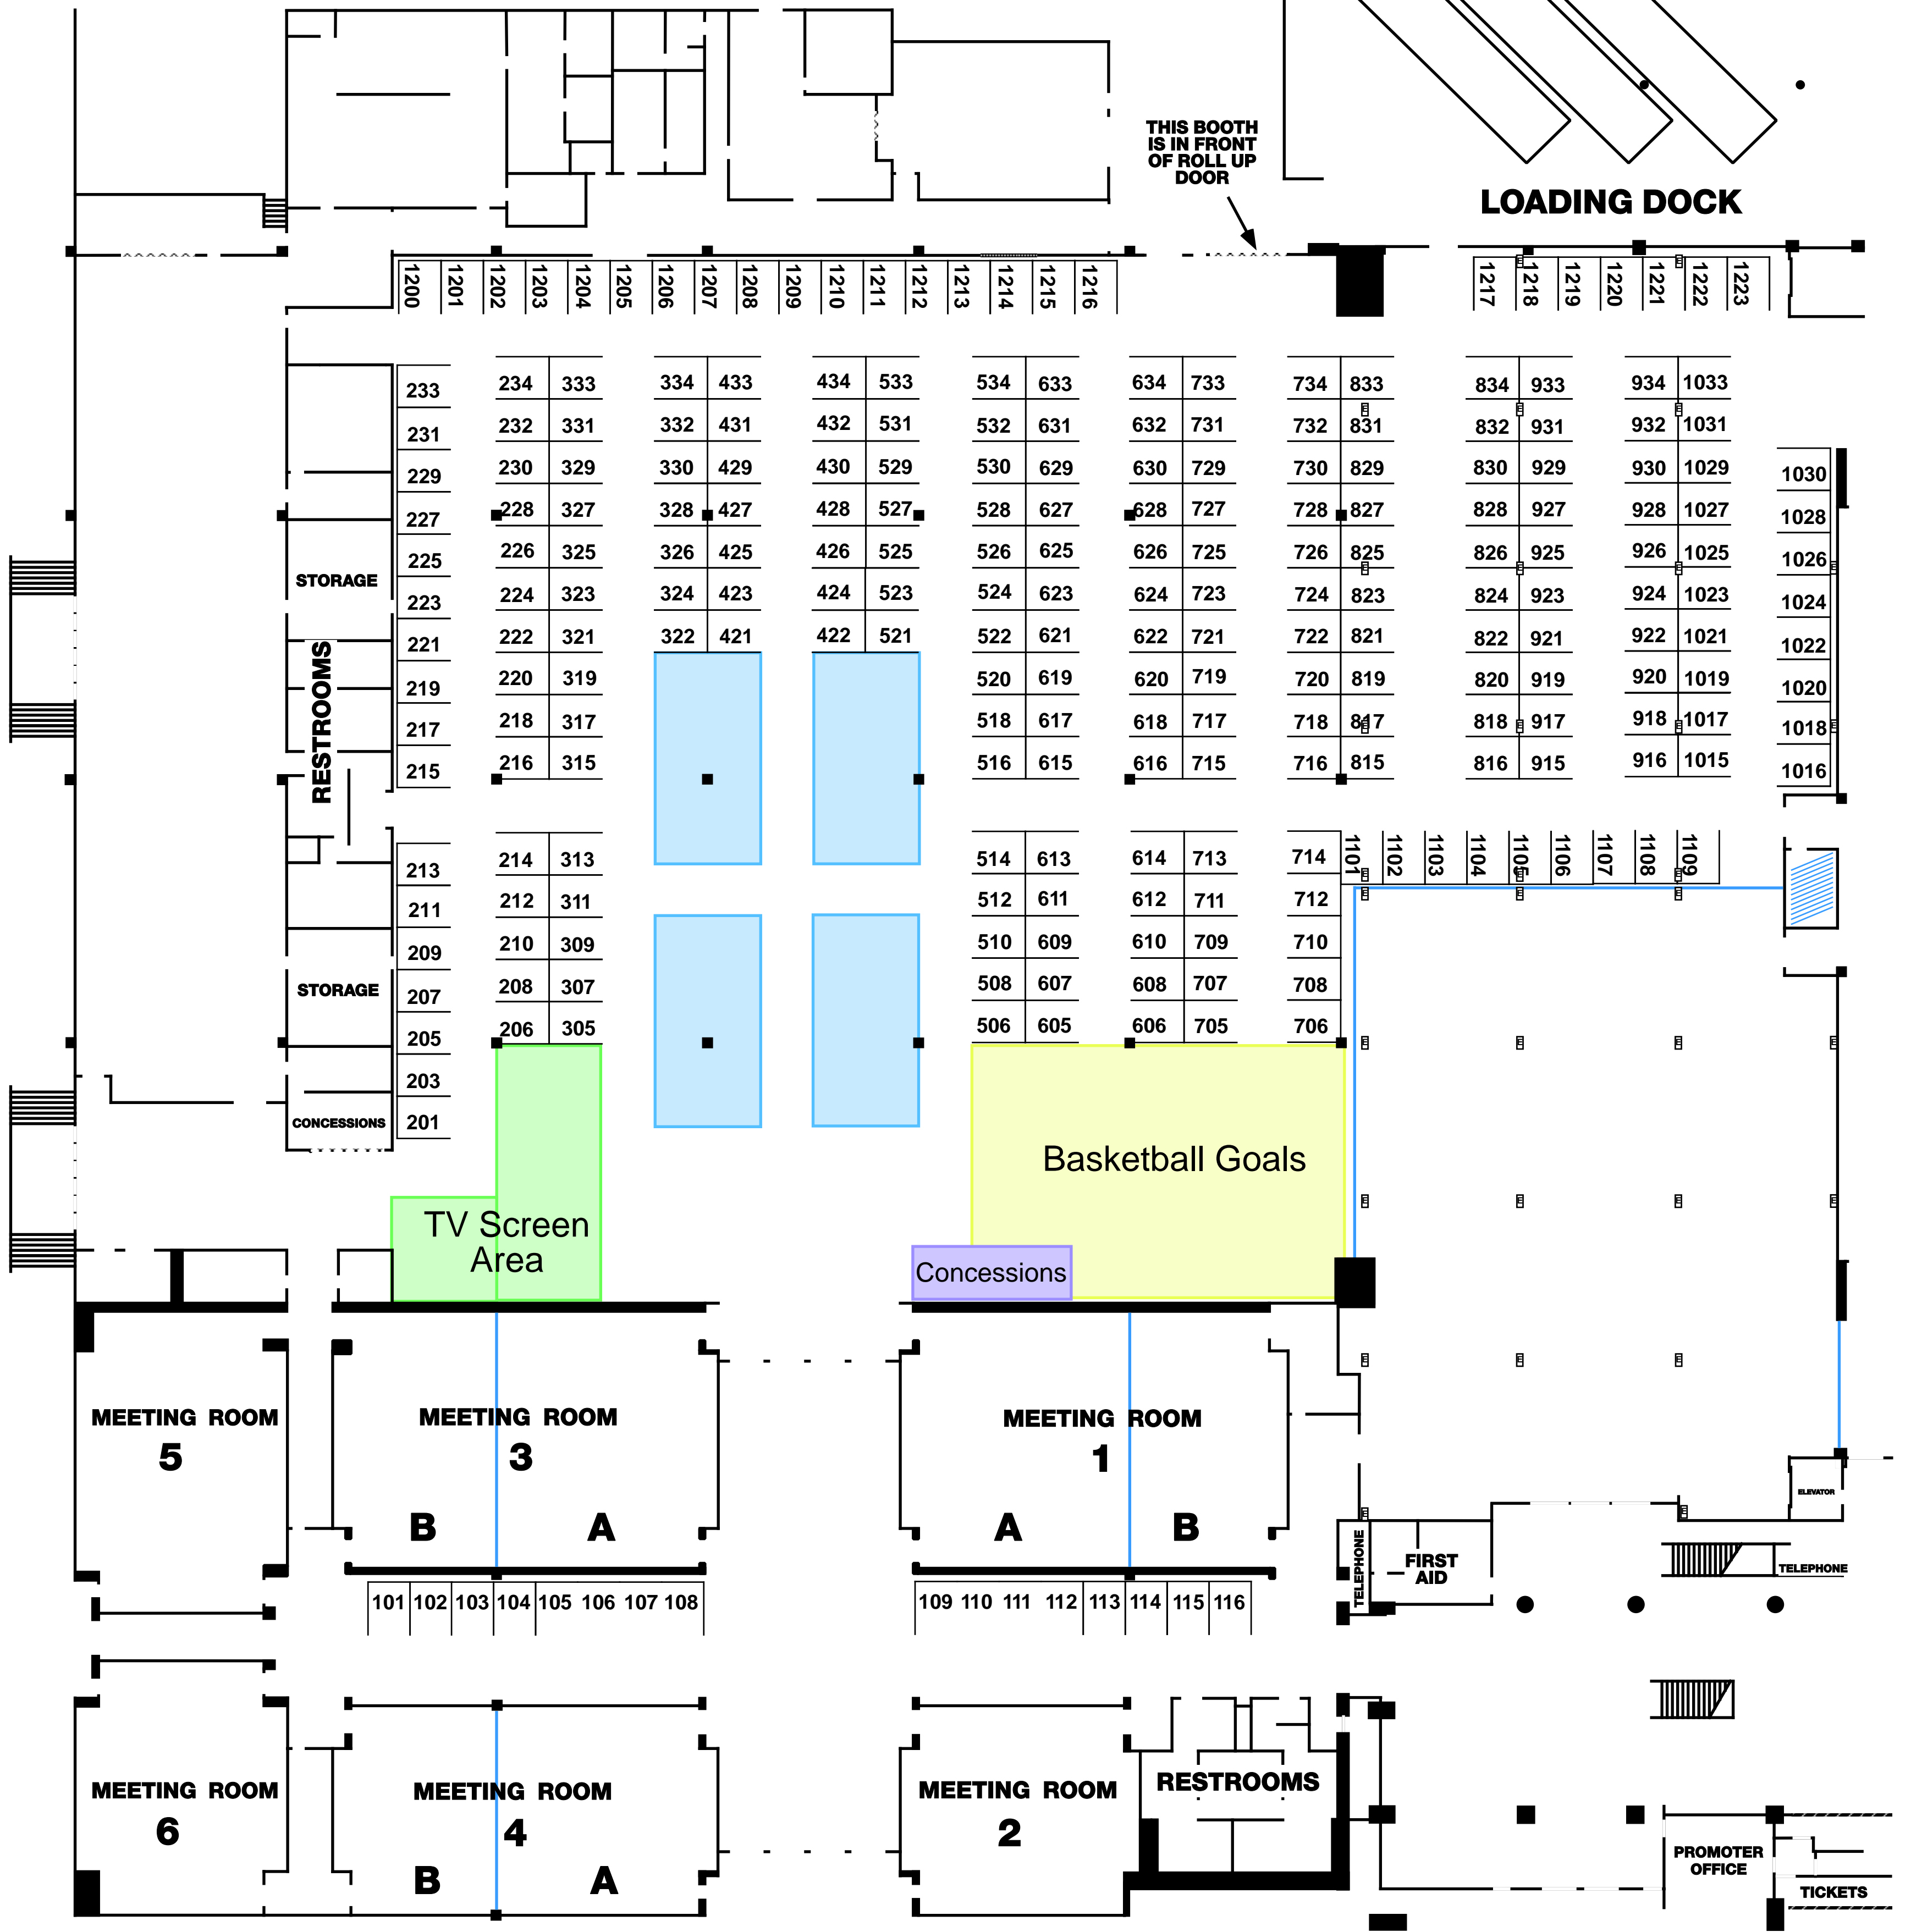 THIS BOOTH
IS IN FRONT
OF ROLL UP
DOOR
LOADING DOCK
1200 1201 1202 1203 1204 1205 1206 1207 1208 1209 1210 1211 1212 1213 1214 1215 1216 1217 1218 1219 1220 1221 1222 1223
233 234 333 334 433 434 533 534 633 634 733 734 833 834 933 934 1033
231 232 331 332 431 432 531 532 631 632 731 732 831 832 931 932 1031
229 230 329 330 429 430 529 530 629 630 729 730 829 830 929 930 1029 1030
227 228 327 328 427 428 527 528 627 628 727 728 827 828 927 928 1027 1028
225 226 325 326 425 426 525 526 625 626 725 726 825 826 925 926 1025 1026
STORAGE
223 224 323 324 423 424 523 524 623 624 723 724 823 824 923 924 1023 1024
221 222 321 322 421 422 521 522 621 622 721 722 821 822 921 922 1021 1022
RESTROOMS
219 220 319 520 619 620 719 720 819 820 919 920 1019 1020
217 218 317 518 617 618 717 718 817 818 917 918 1017 1018
215 216 315 516 615 616 715 716 815 816 915 916 1015 1016
213 214 313 514 613 614 713 714 1101 1102 1103 1104 1105 1106 1107 1108 1109
211 212 311 512 611 612 711 712
209 210 309 510 609 610 709 710
STORAGE
207 208 307 508 607 608 707 708
205 206 305 506 605 606 705 706
203
CONCESSIONS
201
Basketball Goals
TV Screen
Area
Concessions
MEETING ROOM
5
MEETING ROOM
3
B A
MEETING ROOM
1
A B
ELEVATOR
TELEPHONE
FIRST
AID
TELEPHONE
101 102 103 104 105 106 107 108 109 110 111 112 113 114 115 116
MEETING ROOM
6
MEETING ROOM
4
B A
MEETING ROOM
2
RESTROOMS
PROMOTER
OFFICE
TICKETS